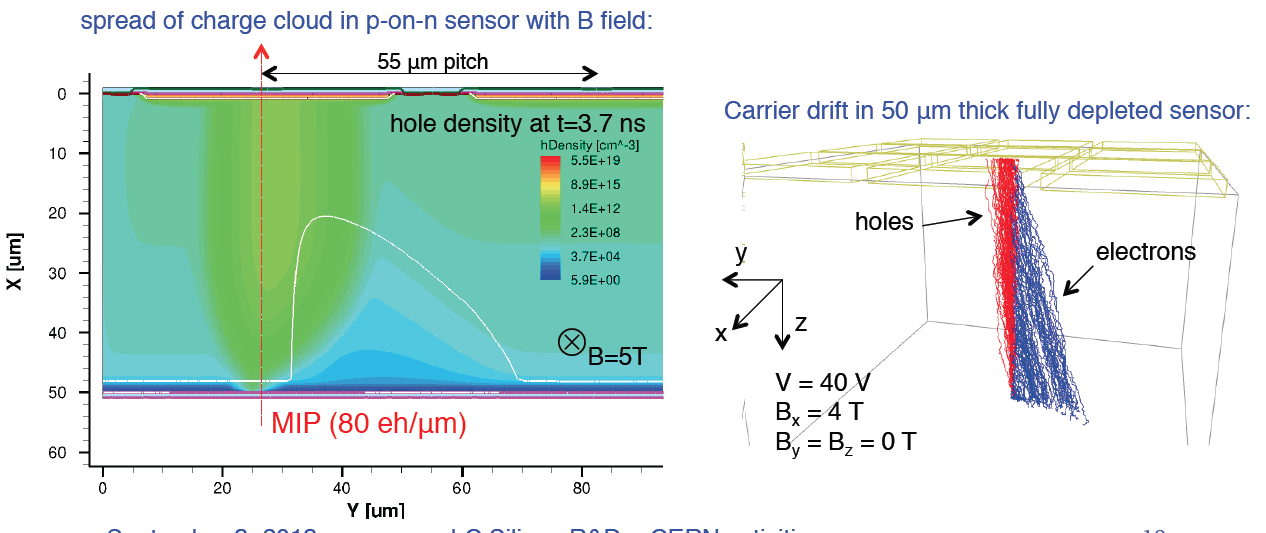 spread of charge cloud in p-on-n sensor with B field:
55 µm pitch
0
10
20
30
40
50
60
X [µm]
hole density at t=3.7 ns
hDensity [cm^-3]
5.5E+19
8.9E+15
1.4E+12
2.3E+08
3.7E+04
5.9E+00
B=5T
MIP (80 eh/µm)
0 20 40 60 80
Y [µm]
Carrier drift in 50 µm thick fully depleted sensor:
holes
electrons
y
x
z
V = 40 V
Bx = 4 T
By = Bz = 0 T